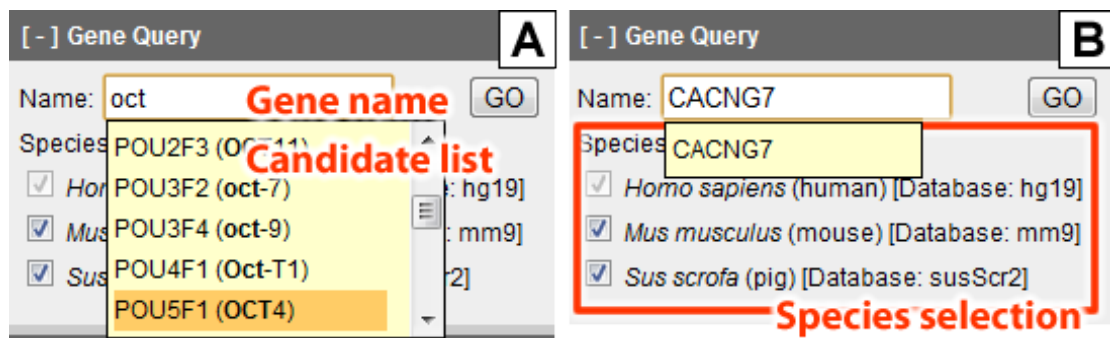 [-] Gene Query
A
Name: oct
Gene name
GO
Species
POU2F3 (OCT11)
Candidate list
Hor
POU3F2 (oct-7)
: hg19]
Mus
POU3F4 (oct-9)
: mm9]
Sus
POU4F1 (Oct-T1)
r2]
POU5F1 (OCT4)
[-] Gene Query
B
Name: CACNG7
GO
Species
CACNG7
Homo sapiens (human) [Database: hg19]
Mus musculus (mouse) [Database: mm9]
Sus scrofa (pig) [Database: susScr2]
Species selection